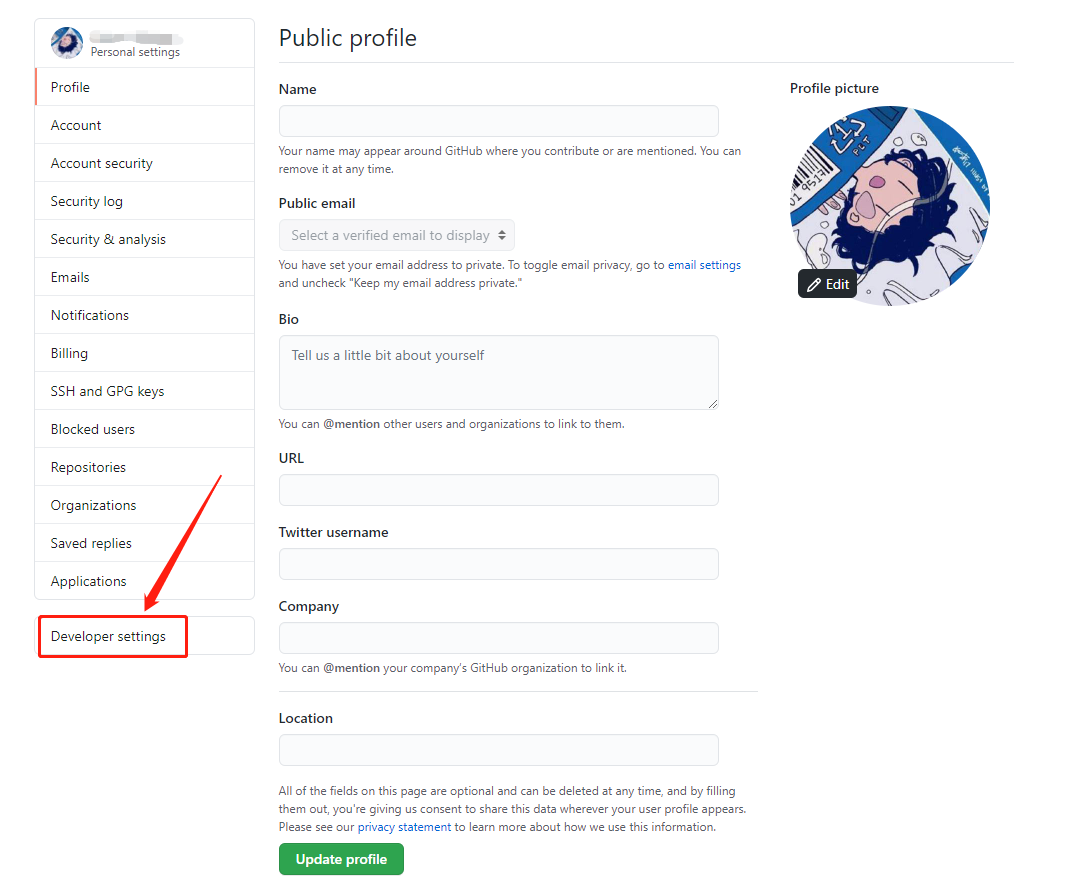 Personal settings
Profile
Account
Account security
Security log
Security & analysis
Emails
Notifications
Billing
SSH and GPG keys
Blocked users
Repositories
Organizations
Saved replies
Applications
Developer settings
Public profile
Name
Your name may appear around GitHub where you contribute or are mentioned. You can
remove it at any time.
Public email
Select a verified email to display
You have set your email address to private. To toggle email privacy, go to email settings
and uncheck "Keep my email address private."
Bio
Tell us a little bit about yourself
You can @mention other users and organizations to link to them.
URL
Twitter username
Company
You can @mention your company's GitHub organization to link it.
Location
All of the fields on this page are optional and can be deleted at any time, and by filling
them out, you're giving us consent to share this data wherever your user profile appears.
Please see our privacy statement to learn more about how we use this information.
Update profile
Profile picture
1
PET
01 9517
Edit